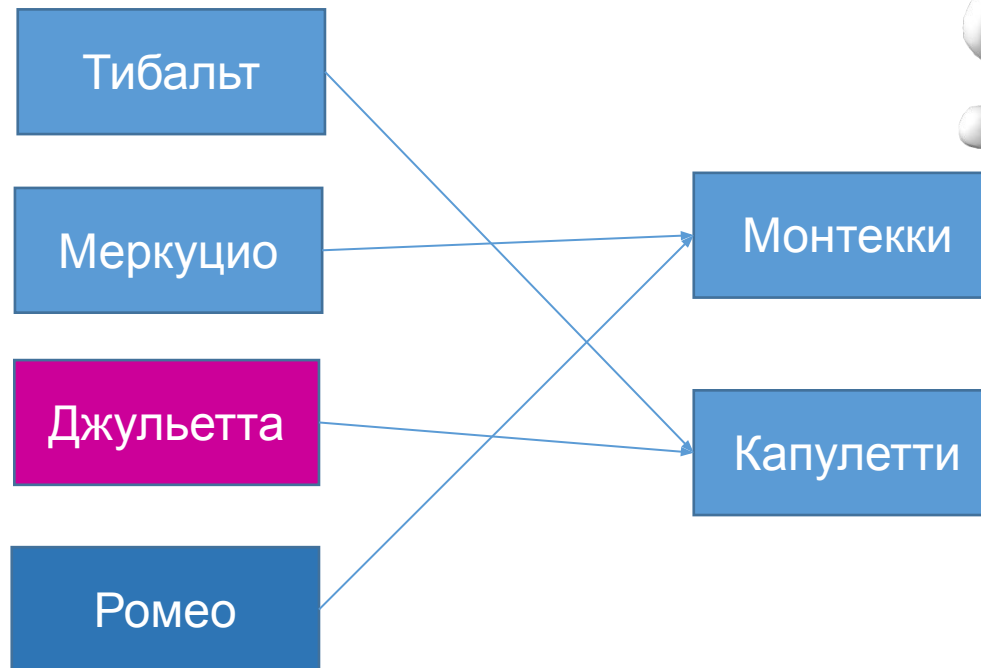 Тибальт
Меркуцио
Джульетта
Ромео
Монтекки
Капулетти